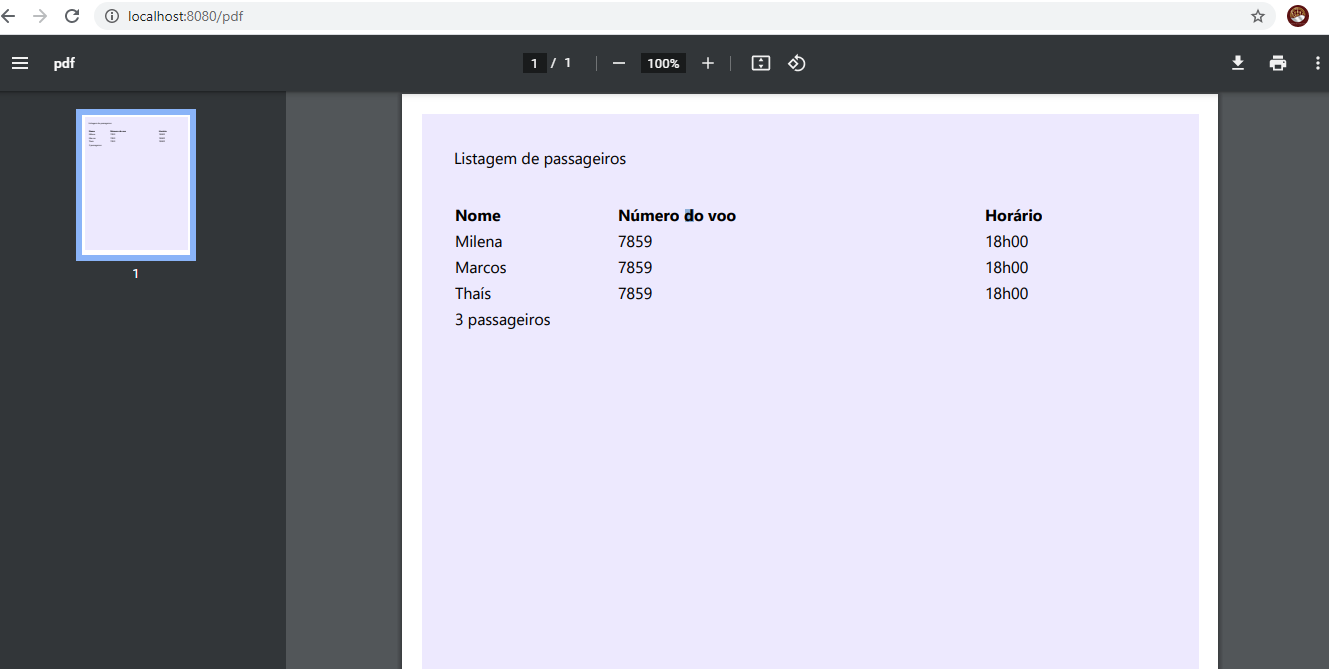 localhost:8080/pdf
pdf
1 / 1
100%
1
Listagem de passageiros
Nome Número do voo Horário
Milena 7859 18h00
Marcos 7859 18h00
Thaís 7859 18h00
3 passageiros